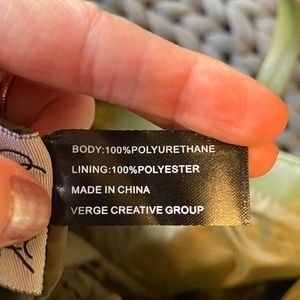 BODY:100%POLYURETHANE
LINING:100%POLYESTER
MADE IN CHINA
VERGE CREATIVE GROUP